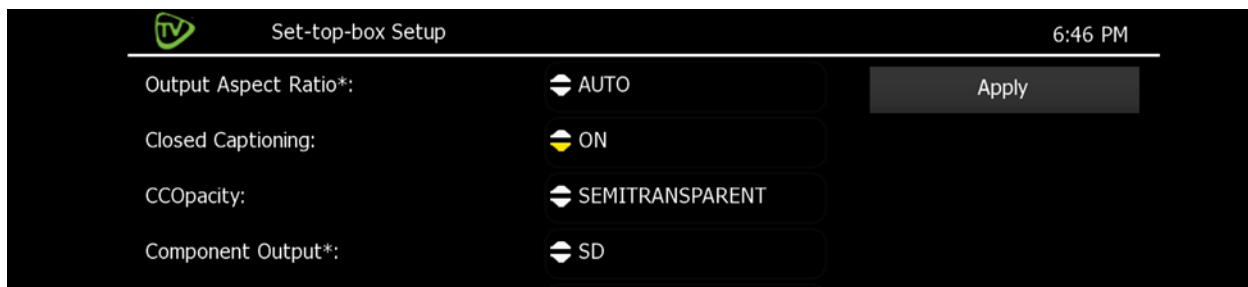 TV
Set-top-box Setup
6:46 PM
Output Aspect Ratio*:
AUTO
Apply
Closed Captioning:
ON
CCOpacity:
SEMITRANSPARENT
Component Output*:
SD